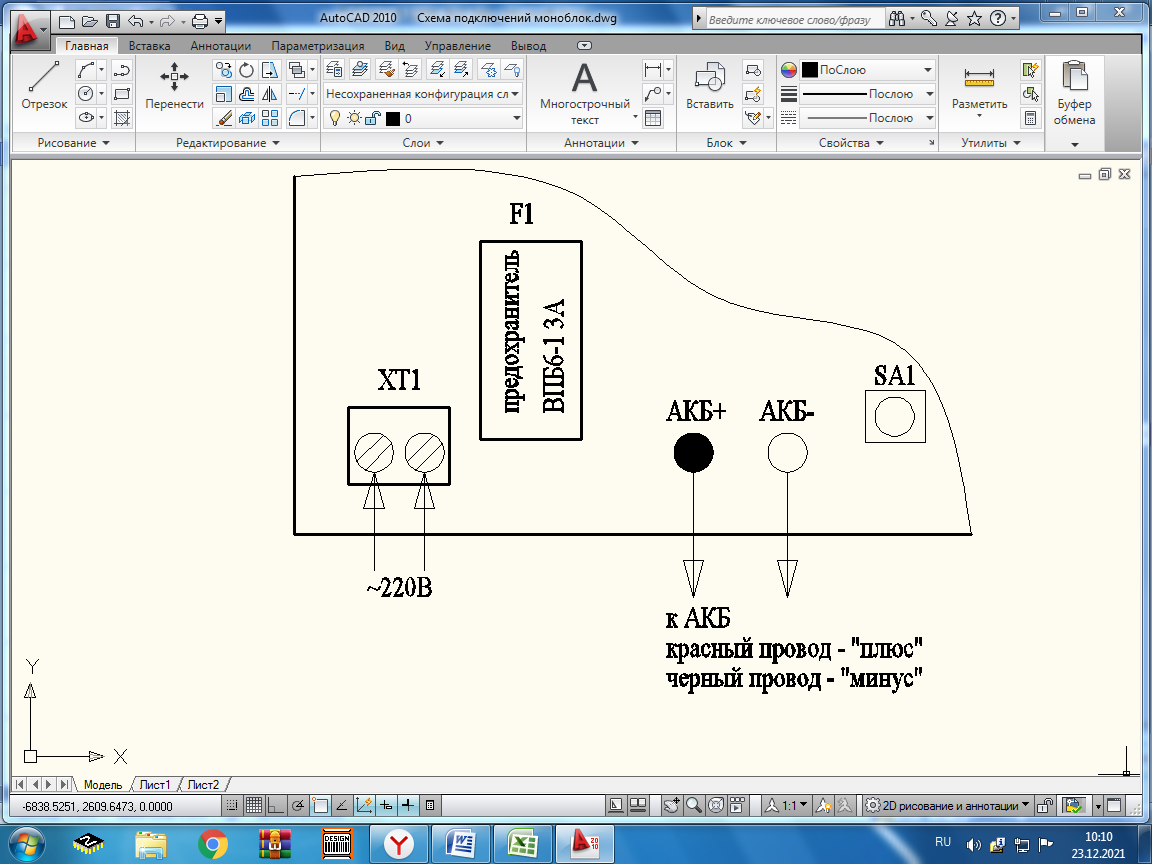 AutoCAD 2010 Схема подключений моноблок.dwg
Введите ключевое слово/фразу
Главная Вставка Аннотации Параметризация Вид Управление Вывод
Отрезок
Перенести
Несохраненная конфигурация сл
0
Многострочный
текст
Вставить
ПоСлою
Послою
Послою
Разметить
Буфер
обмена
Рисование Редактирование Слои Аннотации Блок Свойства Утилиты
F1
предохранитель
ВПБ6-1 3А
XT1
АКБ+ АКБ-
SA1
~220В
к АКБ
красный провод - "плюс"
черный провод - "минус"
Y
X
Модель Лист1 Лист2
-6838.5251, 2609.6473, 0.0000
1:1
2D рисование и аннотации
DESIGN
2010
RU
10:10
23.12.2021